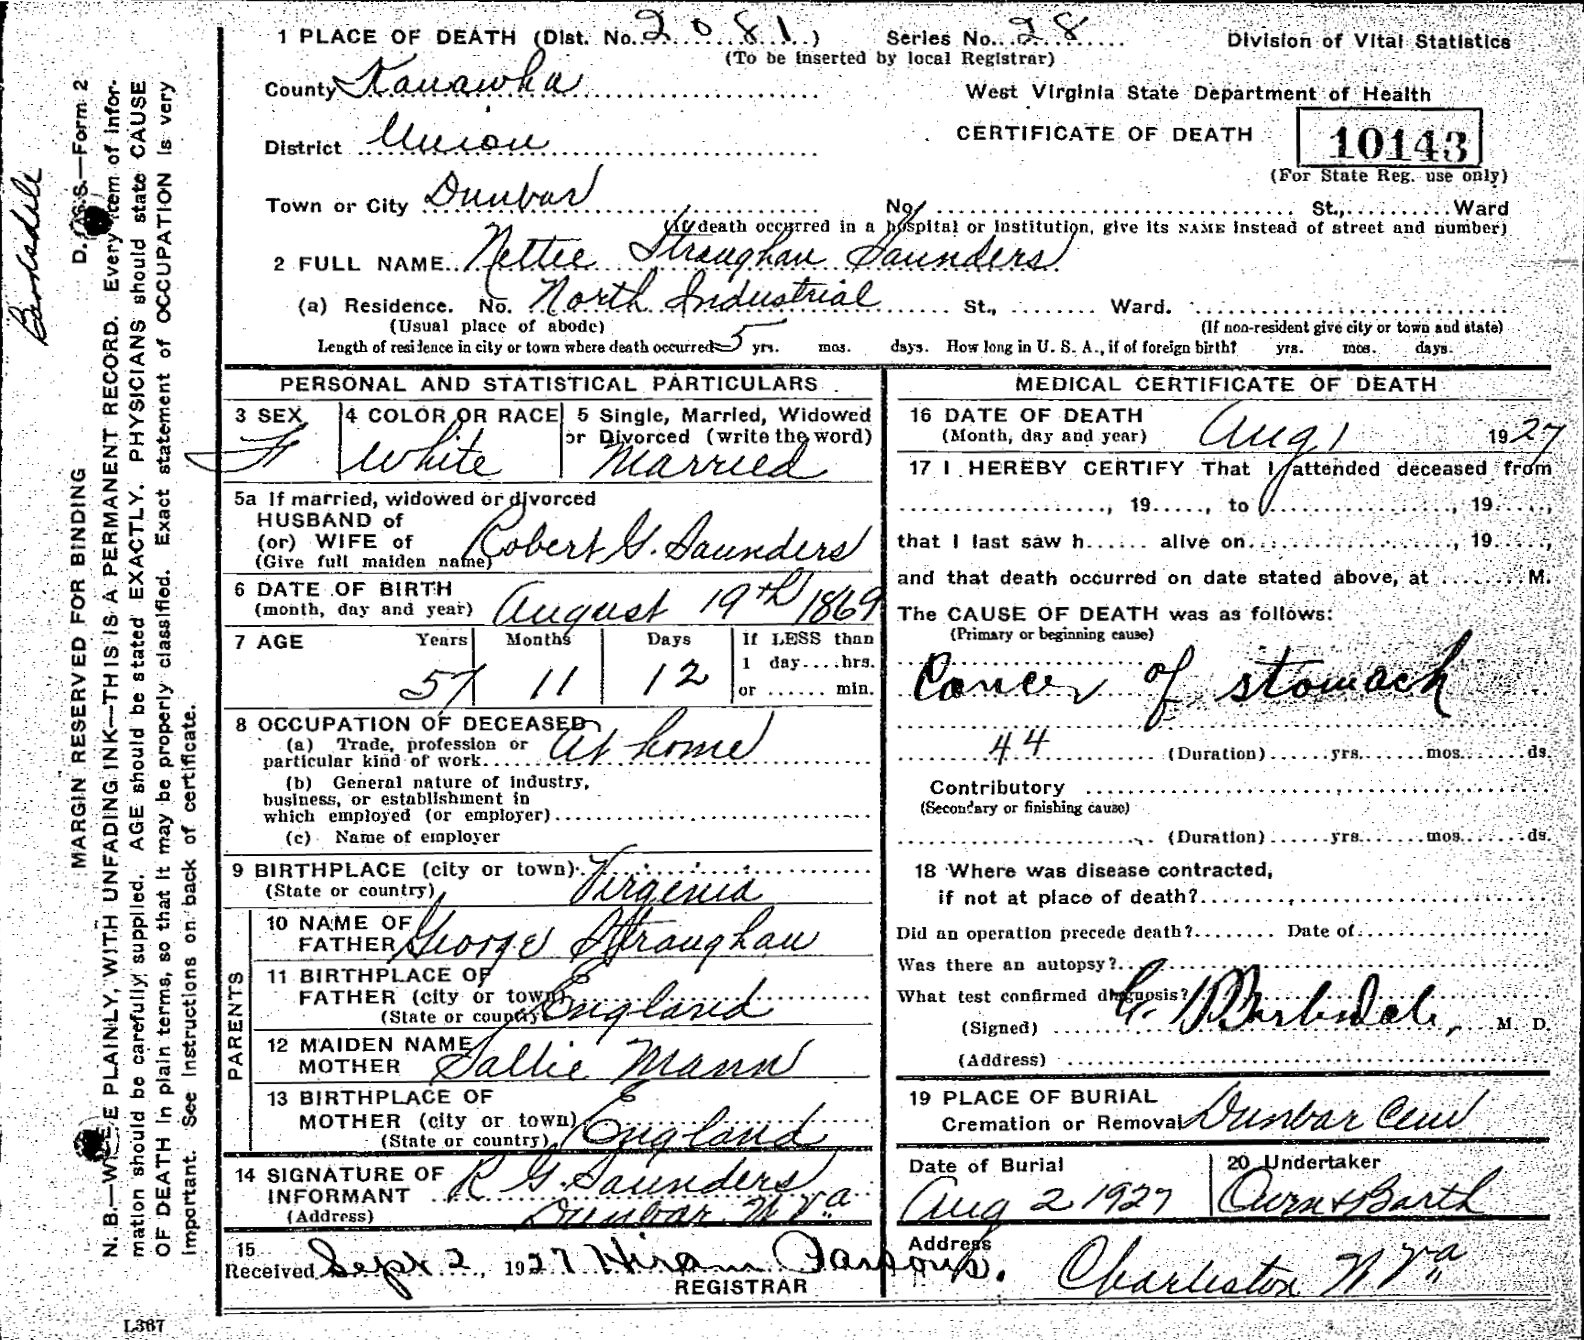 1 PLACE OF DEATH (Dist. No. 2081) Series No. 28 Division of Vital Statistics
(To be inserted by local Registrar)
County Kanawha
West Virginia State Department of Health
District Union
CERTIFICATE OF DEATH 10143
(For State Reg. use only)
Town or City Dunbar No. St., Ward
(If death occurred in a hospital or institution, give its NAME instead of street and number)
2 FULL NAME Nettie Straughan Saunders
(a) Residence. No. North Industrial St., Ward.
(Usual place of abode) (If non-resident give city or town and state)
Length of residence in city or town where death occurred 5 yrs. mos. days. How long in U. S. A., if of foreign birth? yrs. mos. days.
PERSONAL AND STATISTICAL PARTICULARS
3 SEX 4 COLOR OR RACE 5 Single, Married, Widowed
or Divorced (write the word)
F White Married
5a If married, widowed or divorced
HUSBAND of
(or) WIFE of Robert G. Saunders
(Give full maiden name)
6 DATE OF BIRTH
(month, day and year) August 19th 1869
7 AGE Years Months Days If LESS than
1 day....hrs.
57 11 12 or ...... min.
8 OCCUPATION OF DECEASED
(a) Trade, profession or
particular kind of work At home
(b) General nature of industry,
business, or establishment in
which employed (or employer)
(c) Name of employer
9 BIRTHPLACE (city or town)
(State or country) Virginia
PARENTS
10 NAME OF
FATHER George Straughan
11 BIRTHPLACE OF
FATHER (city or town)
(State or country) England
12 MAIDEN NAME
MOTHER Sallie Mann
13 BIRTHPLACE OF
MOTHER (city or town)
(State or country) England
14 SIGNATURE OF
INFORMANT R G. Saunders
(Address) Dunbar W Va
15
Received Sept 2, 1927 Hiram Parsons.
REGISTRAR
MEDICAL CERTIFICATE OF DEATH
16 DATE OF DEATH
(Month, day and year) Aug 1 1927
17 I HEREBY CERTIFY That I attended deceased from
, 19....., to , 19.....,
that I last saw h...... alive on , 19.....,
and that death occurred on date stated above, at ........M.
The CAUSE OF DEATH was as follows:
(Primary or beginning cause)
Cancer of stomach
44 (Duration) yrs. mos. ds.
Contributory
(Secondary or finishing cause)
(Duration) yrs. mos. ds.
18 Where was disease contracted,
if not at place of death?
Did an operation precede death? Date of
Was there an autopsy?
What test confirmed diagnosis?
(Signed) M. D.
(Address)
19 PLACE OF BURIAL
Cremation or Removal Dunbar Cem
Date of Burial 20 Undertaker
Aug 2 1927 & Barth
Address
Charleston W Va
MARGIN RESERVED FOR BINDING D. V. S.—Form 2
N. B.—WRITE PLAINLY, WITH UNFADING INK—THIS IS A PERMANENT RECORD. Every item of infor-
mation should be carefully supplied. AGE should be stated EXACTLY. PHYSICIANS should state CAUSE
OF DEATH in plain terms, so that it may be properly classified. Exact statement of OCCUPATION is very
important. See Instructions on back of certificate.
L367